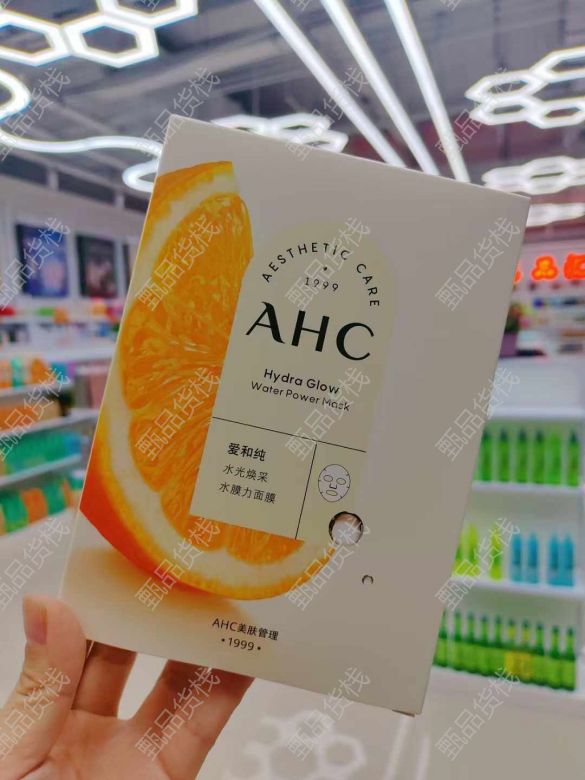 AESTHETIC CARE
1999
AHC
Hydra Glow
Water Power Mask
爱和纯
水光焕采
水膜力面膜
AHC美肤管理
•1999•
甄品货栈